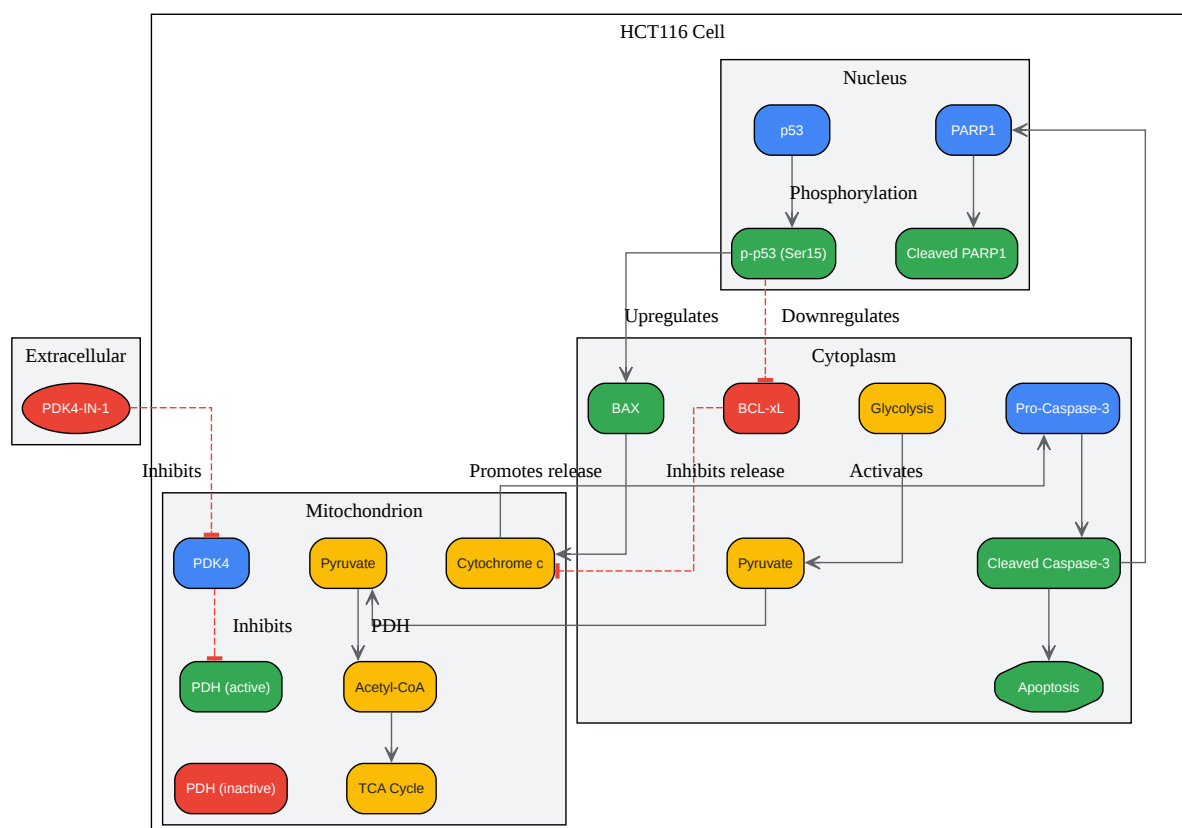 HCT116 Cell
Nucleus
p53
PARP1
Phosphorylation
p-p53 (Ser15)
Cleaved PARP1
Upregulates
Downregulates
Extracellular
PDK4-IN-1
Cytoplasm
BAX
BCL-xL
Glycolysis
Pro-Caspase-3
Inhibits
Promotes release
Inhibits release
Activates
Mitochondrion
PDK4
Pyruvate
Cytochrome c
Pyruvate
Cleaved Caspase-3
Inhibits
PDH
PDH (active)
Acetyl-CoA
Apoptosis
PDH (inactive)
TCA Cycle